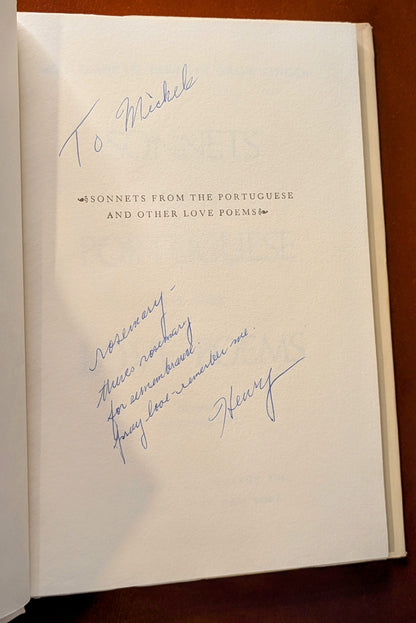 To Michele
SONNETS FROM THE PORTUGUESE
AND OTHER LOVE POEMS
rosemary-
theres rosemary
for remembrance.
pray love-remember me.
Henry